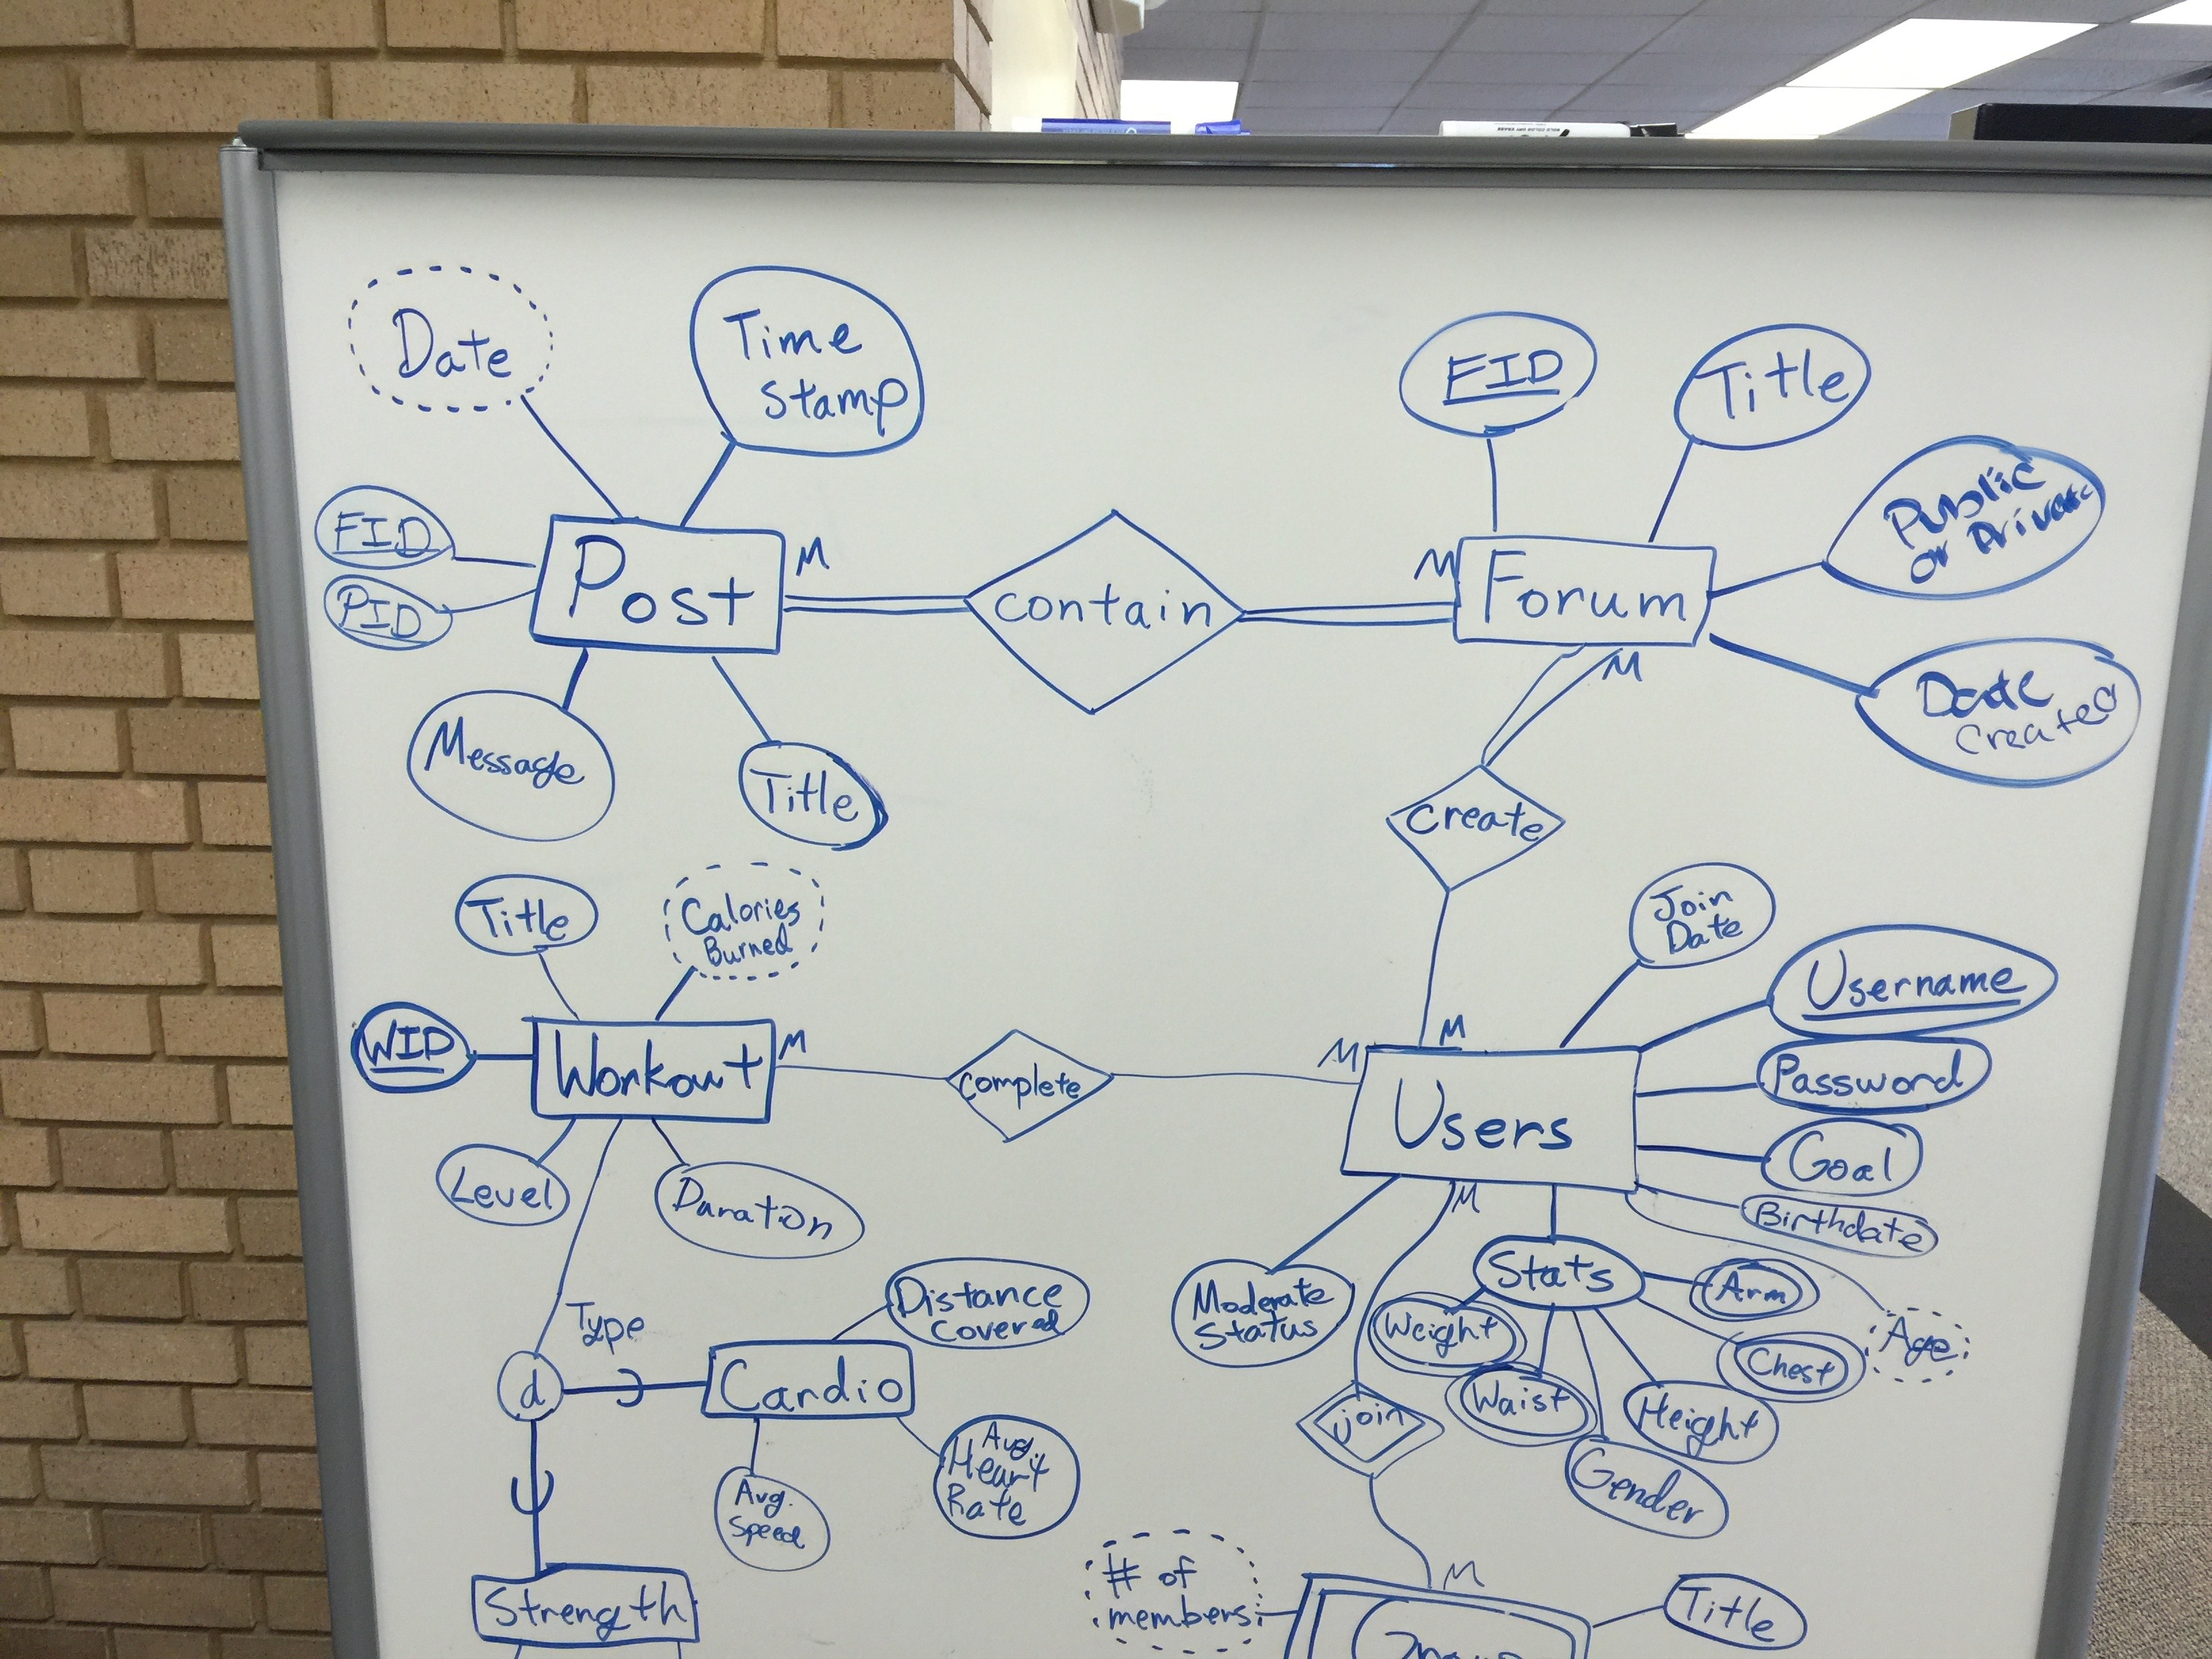 Date
Time
Stamp
FID
Title
Public
or Private
FID
PID
Post
M
contain
M
Forum
M
Date
Created
Message
Title
create
Title
Calories
Burned
Join
Date
Username
WID
Workout
M
complete
M
M
Users
Password
Goal
Birthdate
Level
Duration
M
Stats
Arm
Moderate
Status
Weight
Waist
Height
Chest
Age
Gender
Type
d
Cardio
Distance
Covered
Avg.
Speed
Avg.
Heart
Rate
join
Strength
# of
members
M
Title